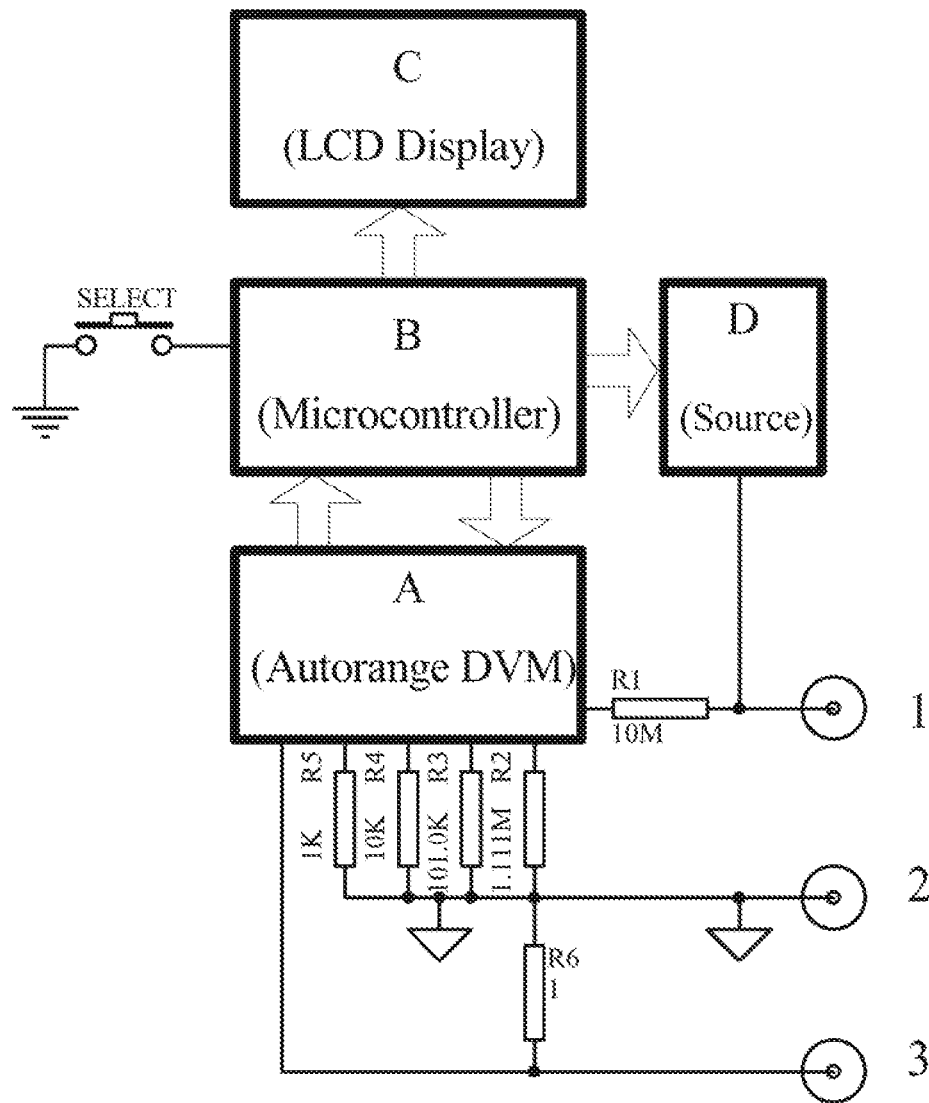 C
(LCD Display)
SELECT
B
(Microcontroller)
D
(Source)
A
(Autorange DVM)
R1
10M
1
R5
1K
R4
10K
R3
101.0K
R2
1.111M
2
R6
1
3